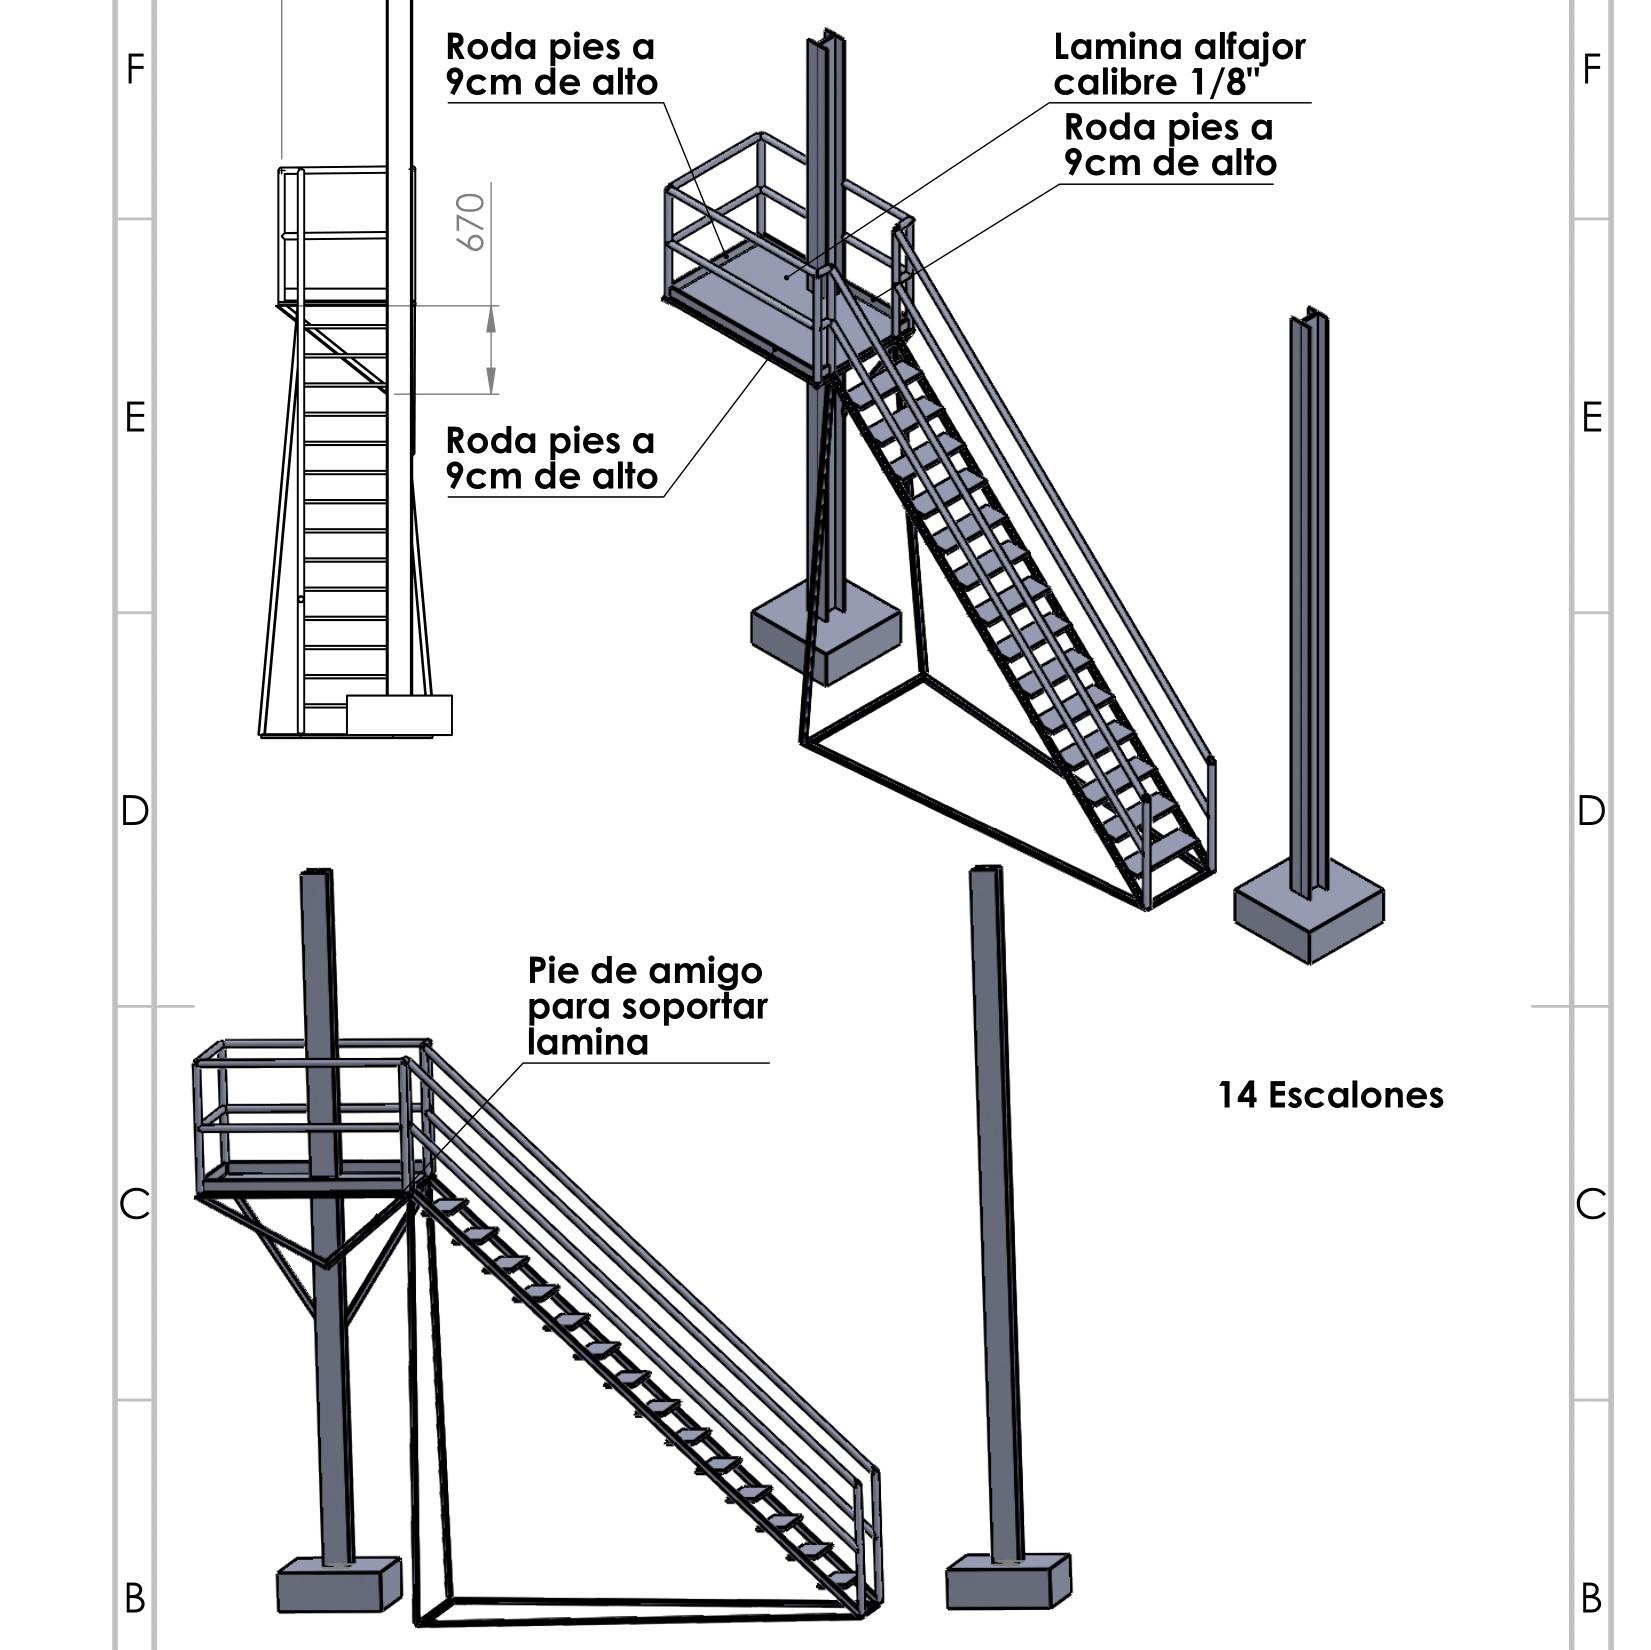 F
Roda pies a
9cm de alto
Lamina alfajor
calibre 1/8"
F
Roda pies a
9cm de alto
670
E
Roda pies a
9cm de alto
E
D
D
Pie de amigo
para soportar
lamina
14 Escalones
C
C
B
B